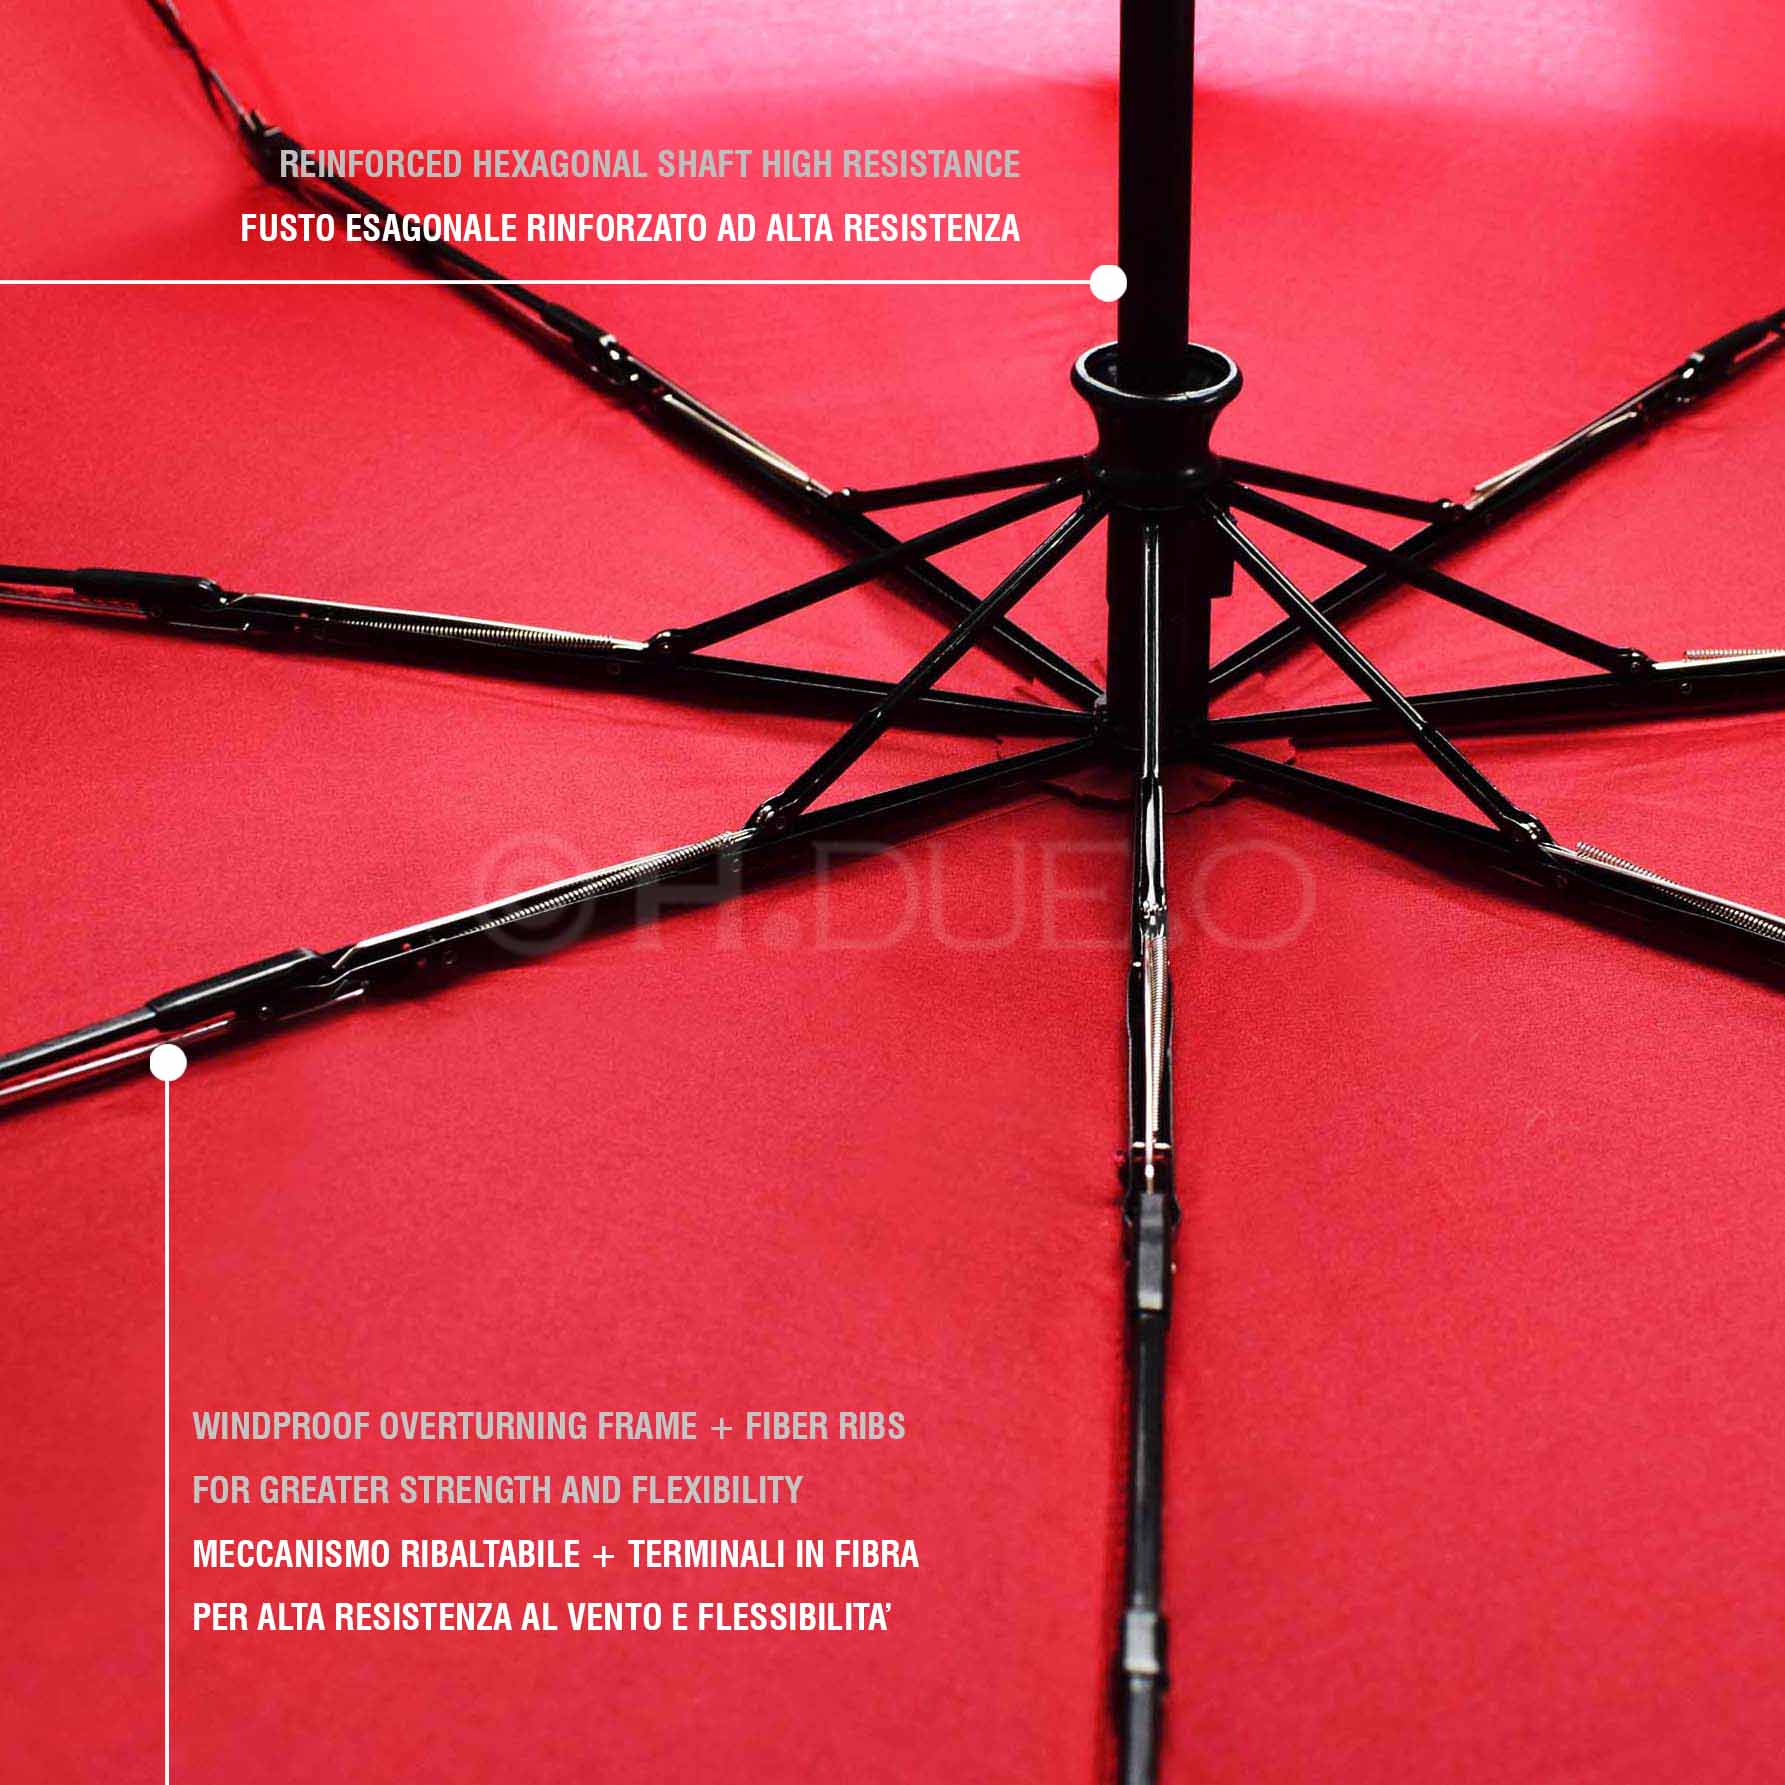 REINFORCED HEXAGONAL SHAFT HIGH RESISTANCE
FUSTO ESAGONALE RINFORZATO AD ALTA RESISTENZA
© H.DUE.O
WINDPROOF OVERTURNING FRAME + FIBER RIBS
FOR GREATER STRENGTH AND FLEXIBILITY
MECCANISMO RIBALTABILE + TERMINALI IN FIBRA
PER ALTA RESISTENZA AL VENTO E FLESSIBILITA’